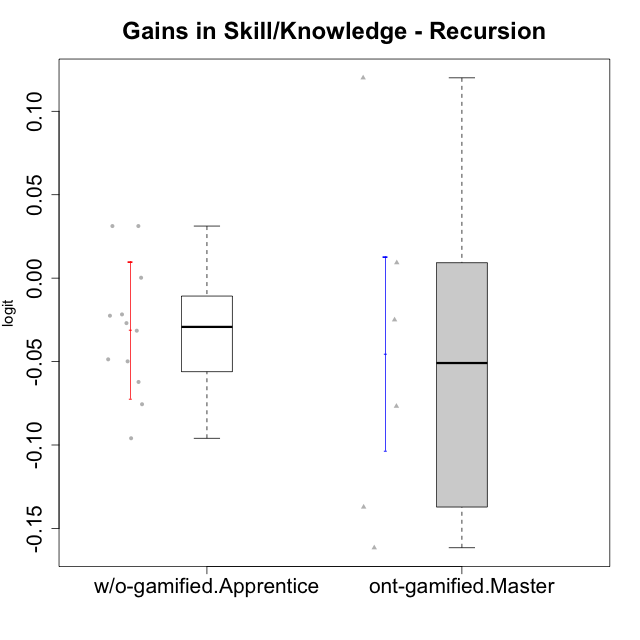 Gains in Skill/Knowledge - Recursion
logit
0.10
0.05
0.00
-0.05
-0.10
-0.15
w/o-gamified.Apprentice
ont-gamified.Master